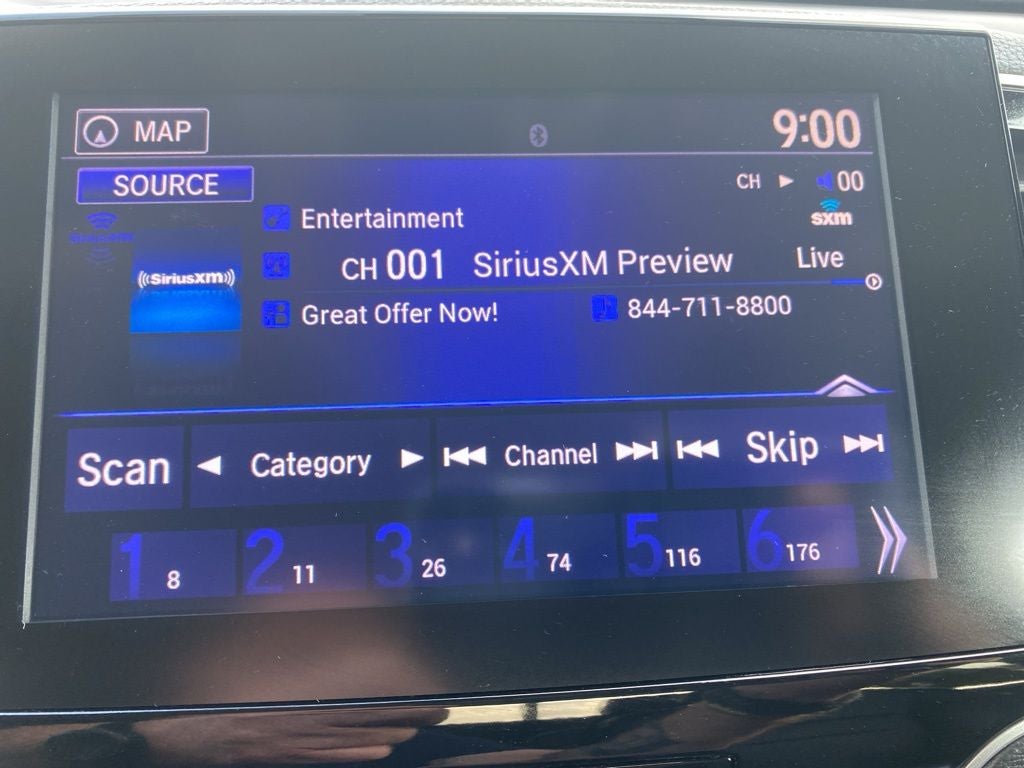 MAP
9:00
SOURCE
CH ▶ 00
sxm
Entertainment
((SiriusXM))
CH 001 SiriusXM Preview Live
Great Offer Now! 844-711-8800
Scan Category Channel Skip
1 8 2 11 3 26 4 74 5 116 6 176